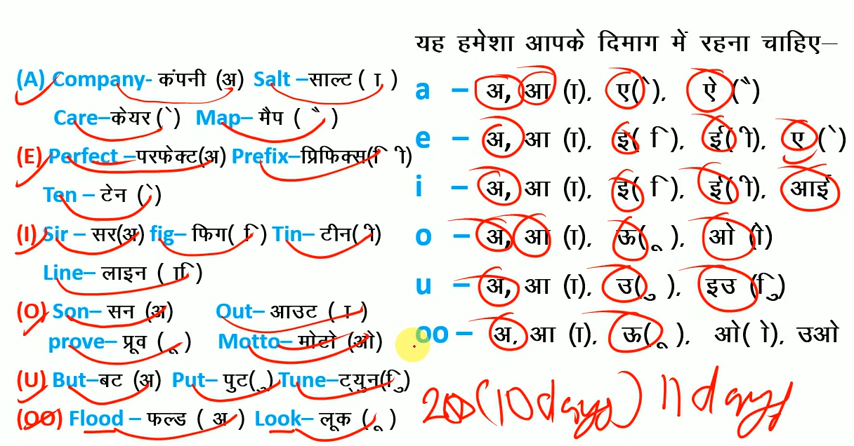 (A) Company- कंपनी (अ) Salt –साल्ट ( ा )
Care–केयर ( े ) Map– मैप ( ै )
(E) Perfect –परफेक्ट(अ) Prefix–प्रिफिक्स( ि ी)
Ten – टेन ( े )
(I) Sir – सर(अ) fig– फिग( ि ) Tin– टीन( ी)
Line– लाइन ( ाि )
(O) Son– सन (अ) Out– आउट ( ा )
prove– प्रूव ( ू ) Motto– मोटो (औ)
(U) But–बट (अ) Put– पुट( ु ) Tune–ट्युन( िु )
(OO) Flood – फल्ड ( अ ) Look– लूक ( ू )
यह हमेशा आपके दिमाग में रहना चाहिए–
a – अ, आ (ा). ए( े ). ऐ ( ै )
e – अ, आ (ा). इ( ि ). ई( ी). ए ( े )
i – अ, आ (ा). इ( ि ). ई( ी). आई
o – अ, आ (ा). ऊ( ू ). ओ (ो)
u – अ, आ (ा). उ( ु ). इउ ( िु )
oo – अ. आ (ा). ऊ( ू ). ओ( ो). उओ
(10 days) 11 days